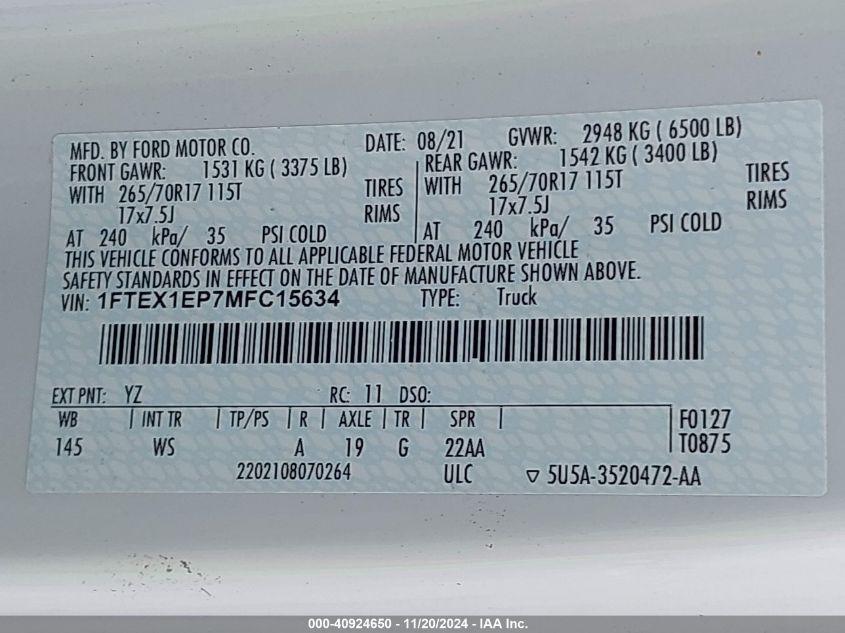 MFD. BY FORD MOTOR CO. DATE: 08/21 GVWR: 2948 KG ( 6500 LB)
FRONT GAWR: 1531 KG ( 3375 LB) REAR GAWR: 1542 KG ( 3400 LB)
WITH 265/70R17 115T TIRES WITH 265/70R17 115T TIRES
17x7.5J RIMS 17x7.5J RIMS
AT 240 kPa/ 35 PSI COLD AT 240 kPa/ 35 PSI COLD
THIS VEHICLE CONFORMS TO ALL APPLICABLE FEDERAL MOTOR VEHICLE
SAFETY STANDARDS IN EFFECT ON THE DATE OF MANUFACTURE SHOWN ABOVE.
VIN: 1FTEX1EP7MFC15634 TYPE: Truck
EXT PNT: YZ RC: 11 DSO:
WB INT TR TP/PS R AXLE TR SPR F0127
145 WS A 19 G 22AA T0875
2202108070264 ULC ▽ 5U5A-3520472-AA
000-40924650 - 11/20/2024 - IAA Inc.